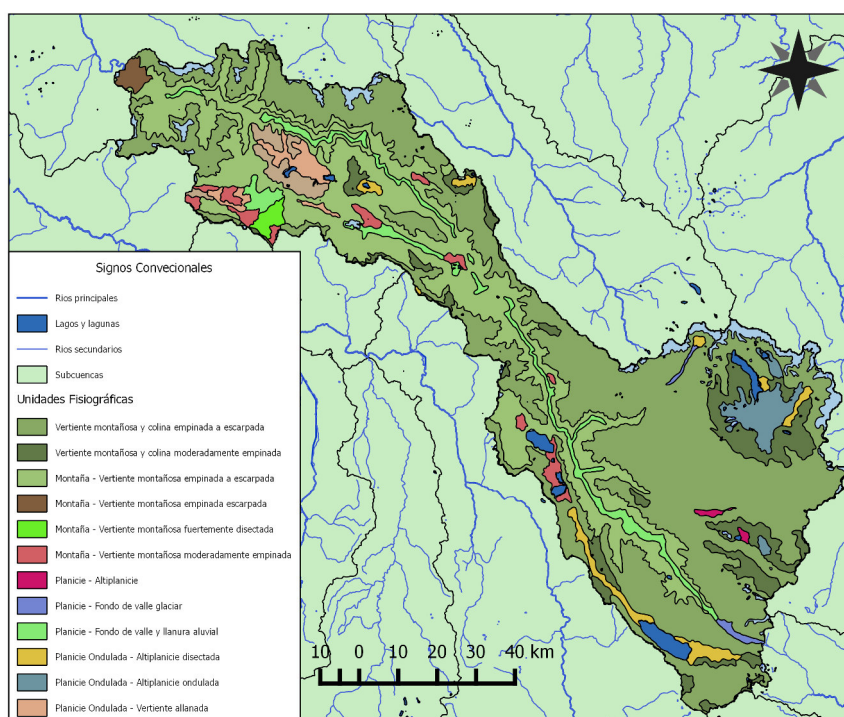 Signos Convecionales
Rios principales
Lagos y lagunas
Rios secundarios
Subcuencas
Unidades Fisiográficas
Vertiente montañosa y colina empinada a escarpada
Vertiente montañosa y colina moderadamente empinada
Montaña - Vertiente montañosa empinada a escarpada
Montaña - Vertiente montañosa empinada escarpada
Montaña - Vertiente montañosa fuertemente disectada
Montaña - Vertiente montañosa moderadamente empinada
Planicie - Altiplanicie
Planicie - Fondo de valle glaciar
Planicie - Fondo de valle y llanura aluvial
Planicie Ondulada - Altiplanicie disectada
Planicie Ondulada - Altiplanicie ondulada
Planicie Ondulada - Vertiente allanada
10 0 10 20 30 40 km